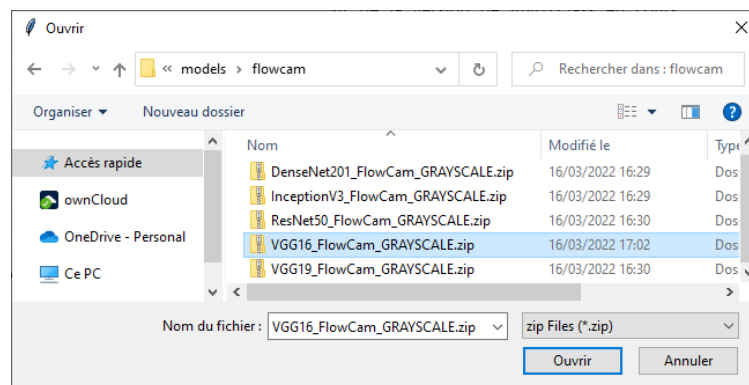 Ouvrir
« models > flowcam
Rechercher dans : flowcam
Organiser
Nouveau dossier
Nom
Modifié le
Type
Accès rapide
ownCloud
OneDrive - Personal
Ce PC
DenseNet201_FlowCam_GRAYSCALE.zip 16/03/2022 16:29 Dos
InceptionV3_FlowCam_GRAYSCALE.zip 16/03/2022 16:29 Dos
ResNet50_FlowCam_GRAYSCALE.zip 16/03/2022 16:30 Dos
VGG16_FlowCam_GRAYSCALE.zip 16/03/2022 17:02 Dos
VGG19_FlowCam_GRAYSCALE.zip 16/03/2022 16:30 Dos
Nom du fichier : VGG16_FlowCam_GRAYSCALE.zip
zip Files (*.zip)
Ouvrir
Annuler